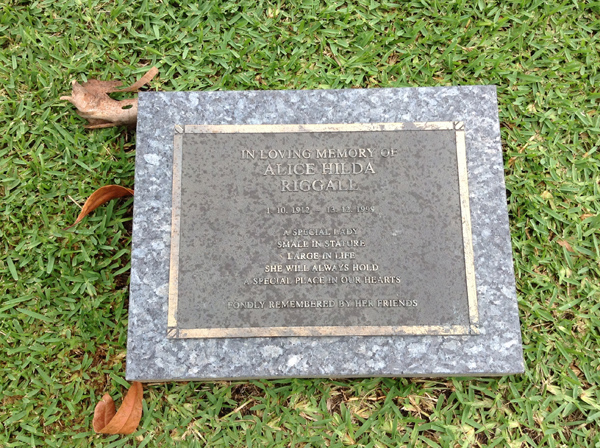 IN LOVING MEMORY OF
ALICE HILDA
RIGGALL
1.10.1912 – 13.12.1999
A SPECIAL LADY
SMALL IN STATURE
LARGE IN LIFE
SHE WILL ALWAYS HOLD
SPECIAL PLACE IN OUR HEARTS
FONDLY REMEMBERED BY HER FRIENDS